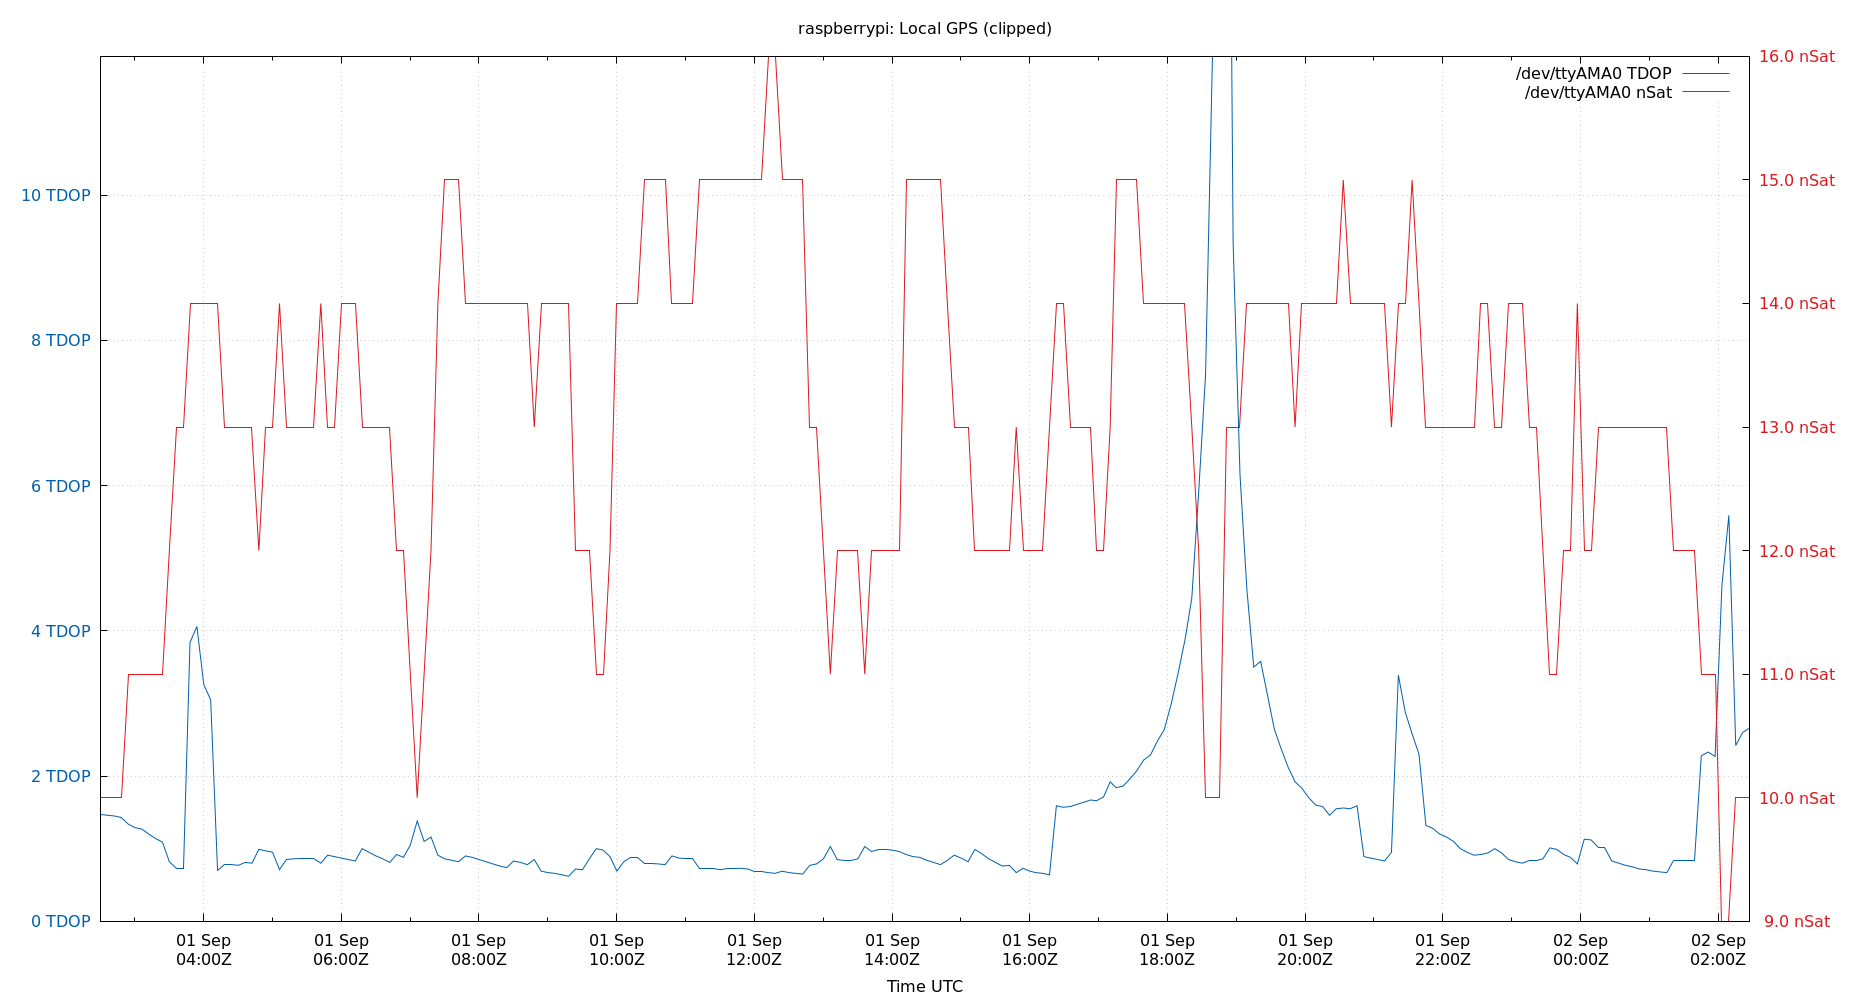 raspberrypi: Local GPS (clipped)
16.0 nSat
/dev/ttyAMA0 TDOP
/dev/ttyAMA0 nSat
10 TDOP
15.0 nSat
14.0 nSat
8 TDOP
13.0 nSat
6 TDOP
12.0 nSat
4 TDOP
11.0 nSat
2 TDOP
10.0 nSat
0 TDOP
9.0 nSat
01 Sep 01 Sep 01 Sep 01 Sep 01 Sep 01 Sep 01 Sep 01 Sep 01 Sep 01 Sep 02 Sep 02 Sep
04:00Z 06:00Z 08:00Z 10:00Z 12:00Z 14:00Z 16:00Z 18:00Z 20:00Z 22:00Z 00:00Z 02:00Z
Time UTC